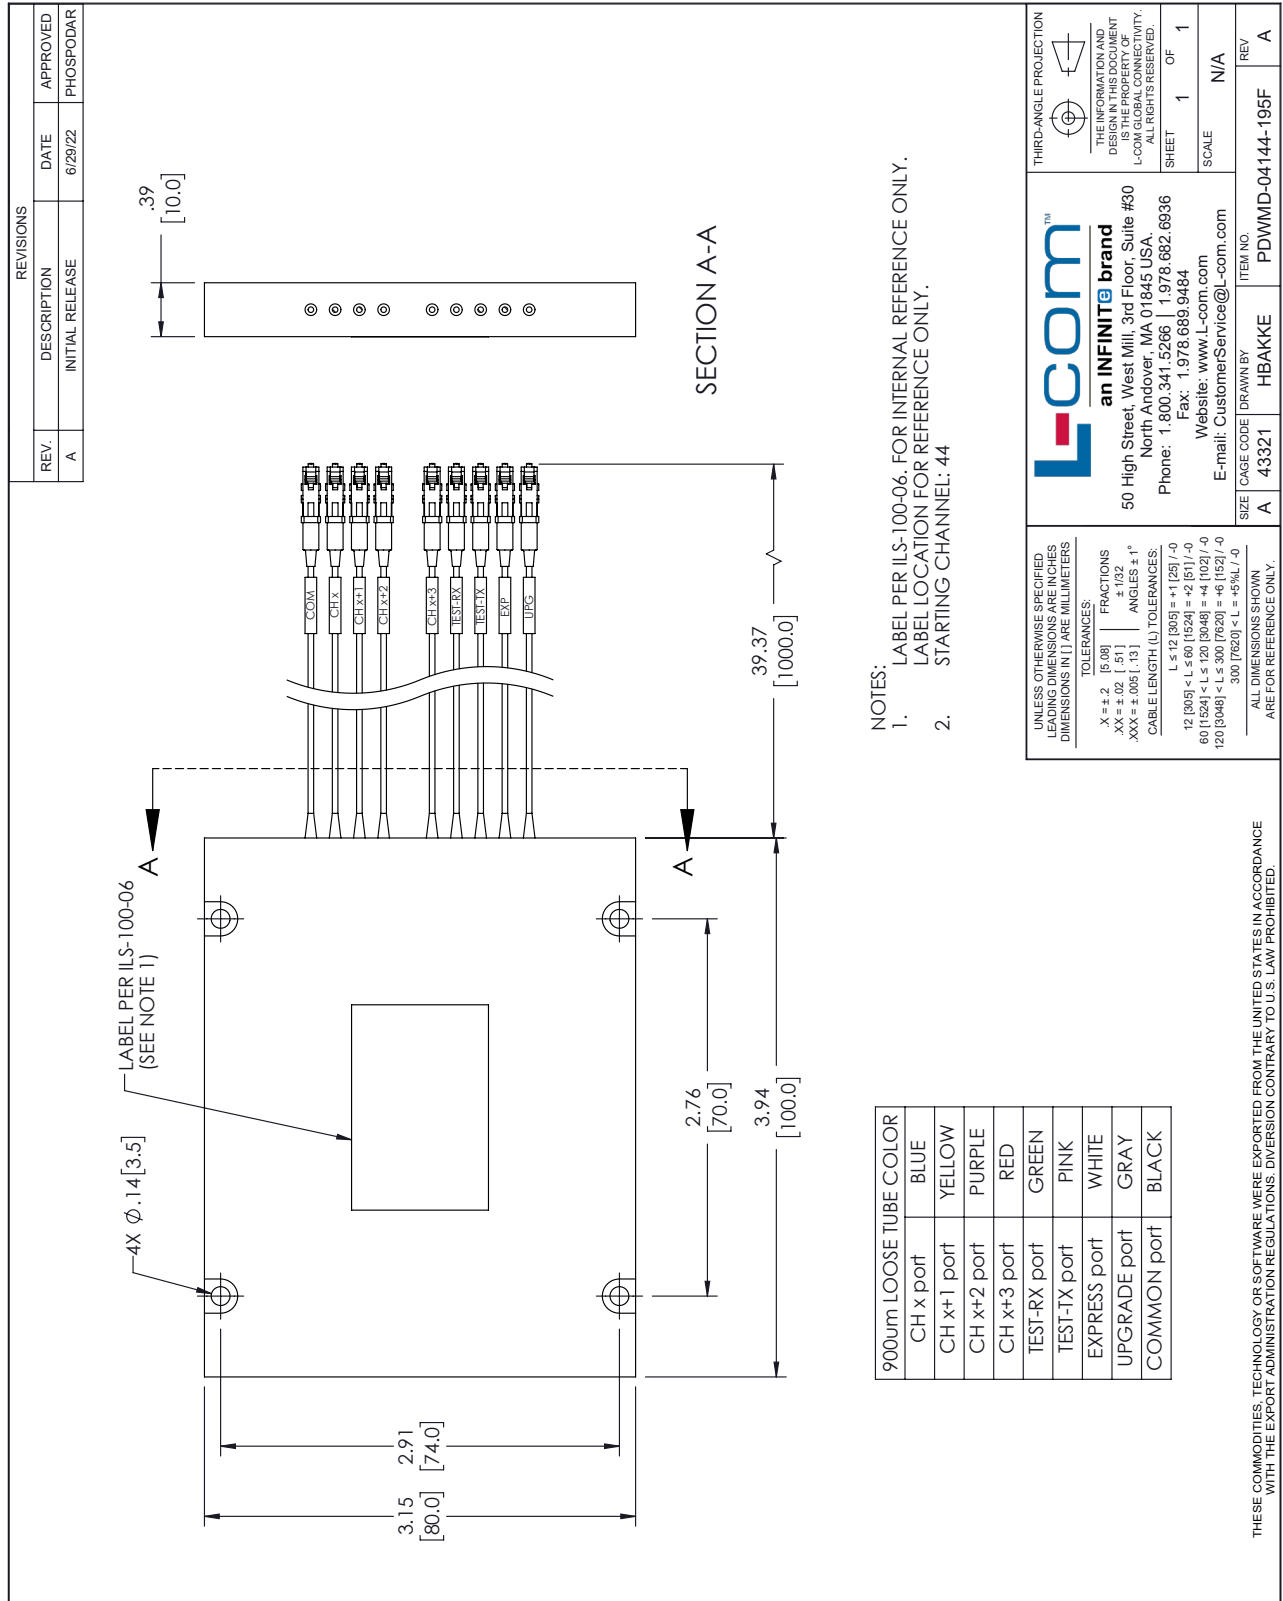 REVISIONS
REV. DESCRIPTION DATE APPROVED
A INITIAL RELEASE 6/29/22 PHOSPODAR
4X Ø.14[3.5]
LABEL PER ILS-100-06
(SEE NOTE 1)
A
A
COM
CH x
CH x+1
CH x+2
CH x+3
TEST-RX
TEST-TX
EXP
UPG
.39
[10.0]
SECTION A-A
2.91
[74.0]
3.15
[80.0]
2.76
[70.0]
3.94
[100.0]
39.37
[1000.0]
900um LOOSE TUBE COLOR
CH x port BLUE
CH x+1 port YELLOW
CH x+2 port PURPLE
CH x+3 port RED
TEST-RX port GREEN
TEST-TX port PINK
EXPRESS port WHITE
UPGRADE port GRAY
COMMON port BLACK
NOTES:
1. LABEL PER ILS-100-06. FOR INTERNAL REFERENCE ONLY.
LABEL LOCATION FOR REFERENCE ONLY.
2. STARTING CHANNEL: 44
UNLESS OTHERWISE SPECIFIED
LEADING DIMENSIONS ARE INCHES
DIMENSIONS IN [ ] ARE MILLIMETERS
TOLERANCES:
.X = ±.2 [5.08] FRACTIONS
.XX = ±.02 [.51] ± 1/32
.XXX = ±.005 [.13] ANGLES ± 1°
CABLE LENGTH (L) TOLERANCES:
L ≤ 12 [305] = +1 [25] / -0
12 [305] < L ≤ 60 [1524] = +2 [51] / -0
60 [1524] < L ≤ 120 [3048] = +4 [102] / -0
120 [3048] < L ≤ 300 [7620] = +6 [152] / -0
300 [7620] < L = +5%L / -0
ALL DIMENSIONS SHOWN
ARE FOR REFERENCE ONLY.
L-com™
an INFINITe brand
50 High Street, West Mill, 3rd Floor, Suite #30
North Andover, MA 01845 USA.
Phone: 1.800.341.5266 | 1.978.682.6936
Fax: 1.978.689.9484
Website: www.L-com.com
E-mail: CustomerService@L-com.com
THIRD-ANGLE PROJECTION
THE INFORMATION AND
DESIGN IN THIS DOCUMENT
IS THE PROPERTY OF
L-COM GLOBAL CONNECTIVITY.
ALL RIGHTS RESERVED.
SHEET 1 OF 1
SCALE N/A
SIZE A
CAGE CODE 43321
DRAWN BY HBAKKE
ITEM NO. PDWMD-04144-195F
REV A
THESE COMMODITIES, TECHNOLOGY OR SOFTWARE WERE EXPORTED FROM THE UNITED STATES IN ACCORDANCE
WITH THE EXPORT ADMINISTRATION REGULATIONS. DIVERSION CONTRARY TO U.S. LAW PROHIBITED.